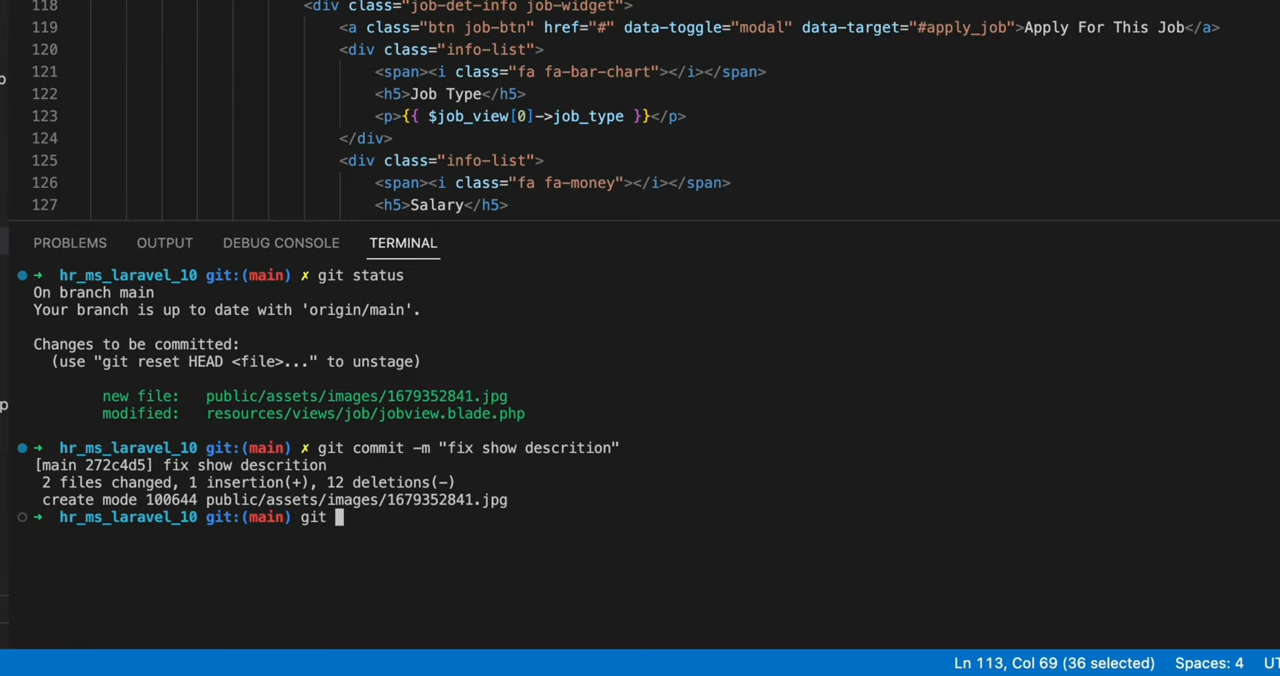 118 <div class="job-det-info job-widget">
119 <a class="btn job-btn" href="#" data-toggle="modal" data-target="#apply_job">Apply For This Job</a>
120 <div class="info-list">
121 <span><i class="fa fa-bar-chart"></i></span>
122 <h5>Job Type</h5>
123 <p>{{ $job_view[0]->job_type }}</p>
124 </div>
125 <div class="info-list">
126 <span><i class="fa fa-money"></i></span>
127 <h5>Salary</h5>
PROBLEMS OUTPUT DEBUG CONSOLE TERMINAL
➜ hr_ms_laravel_10 git:(main) ✗ git status
On branch main
Your branch is up to date with 'origin/main'.
Changes to be committed:
(use "git reset HEAD <file>..." to unstage)
new file: public/assets/images/1679352841.jpg
modified: resources/views/job/jobview.blade.php
➜ hr_ms_laravel_10 git:(main) ✗ git commit -m "fix show descrition"
[main 272c4d5] fix show descrition
2 files changed, 1 insertion(+), 12 deletions(-)
create mode 100644 public/assets/images/1679352841.jpg
➜ hr_ms_laravel_10 git:(main) git
Ln 113, Col 69 (36 selected) Spaces: 4